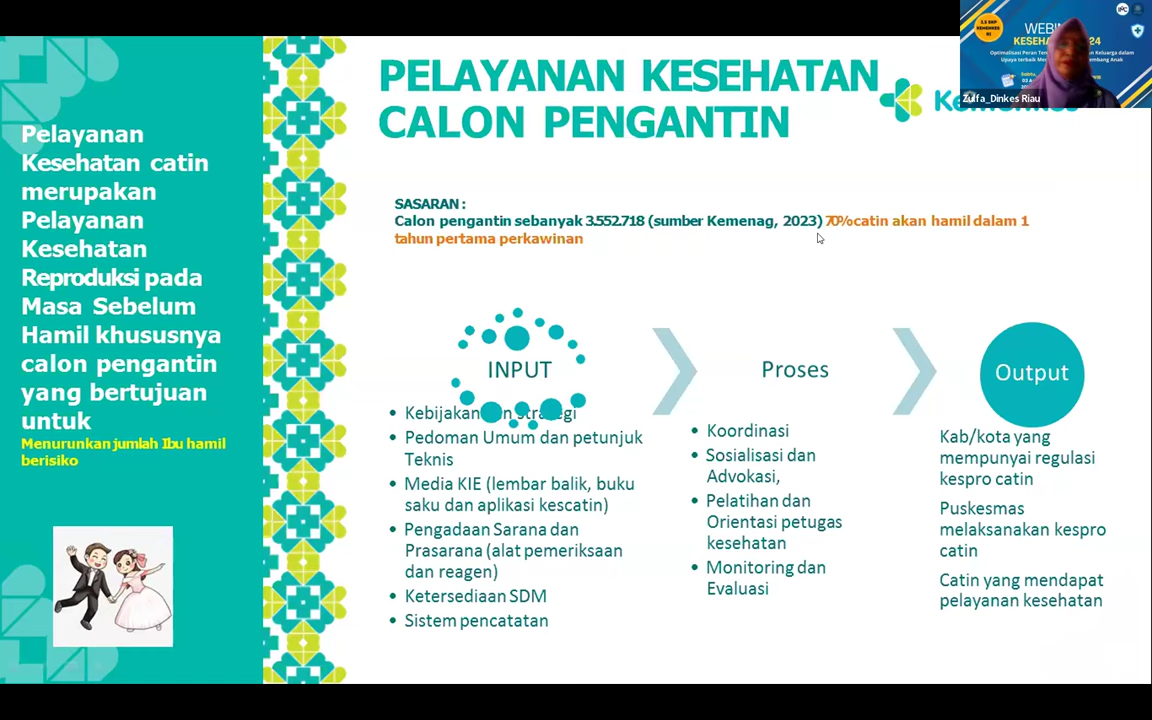 PELAYANAN KESEHATAN
CALON PENGANTIN
Pelayanan
Kesehatan catin
merupakan
Pelayanan
Kesehatan
Reproduksi pada
Masa Sebelum
Hamil khususnya
calon pengantin
yang bertujuan
untuk
Menurunkan jumlah Ibu hamil
berisiko
SASARAN :
Calon pengantin sebanyak 3.552.718 (sumber Kemenag, 2023) 70%catin akan hamil dalam 1
tahun pertama perkawinan
INPUT
Kebijakan dan strategi
• Pedoman Umum dan petunjuk
Teknis
• Media KIE (lembar balik, buku
saku dan aplikasi kescatin)
• Pengadaan Sarana dan
Prasarana (alat pemeriksaan
dan reagen)
• Ketersediaan SDM
• Sistem pencatatan
Proses
• Koordinasi
• Sosialisasi dan
Advokasi,
• Pelatihan dan
Orientasi petugas
kesehatan
• Monitoring dan
Evaluasi
Output
Kab/kota yang
mempunyai regulasi
kespro catin
Puskesmas
melaksanakan kespro
catin
Catin yang mendapat
pelayanan kesehatan
3.5 SKP
KEMENKES
RI
Zulfa_Dinkes Riau